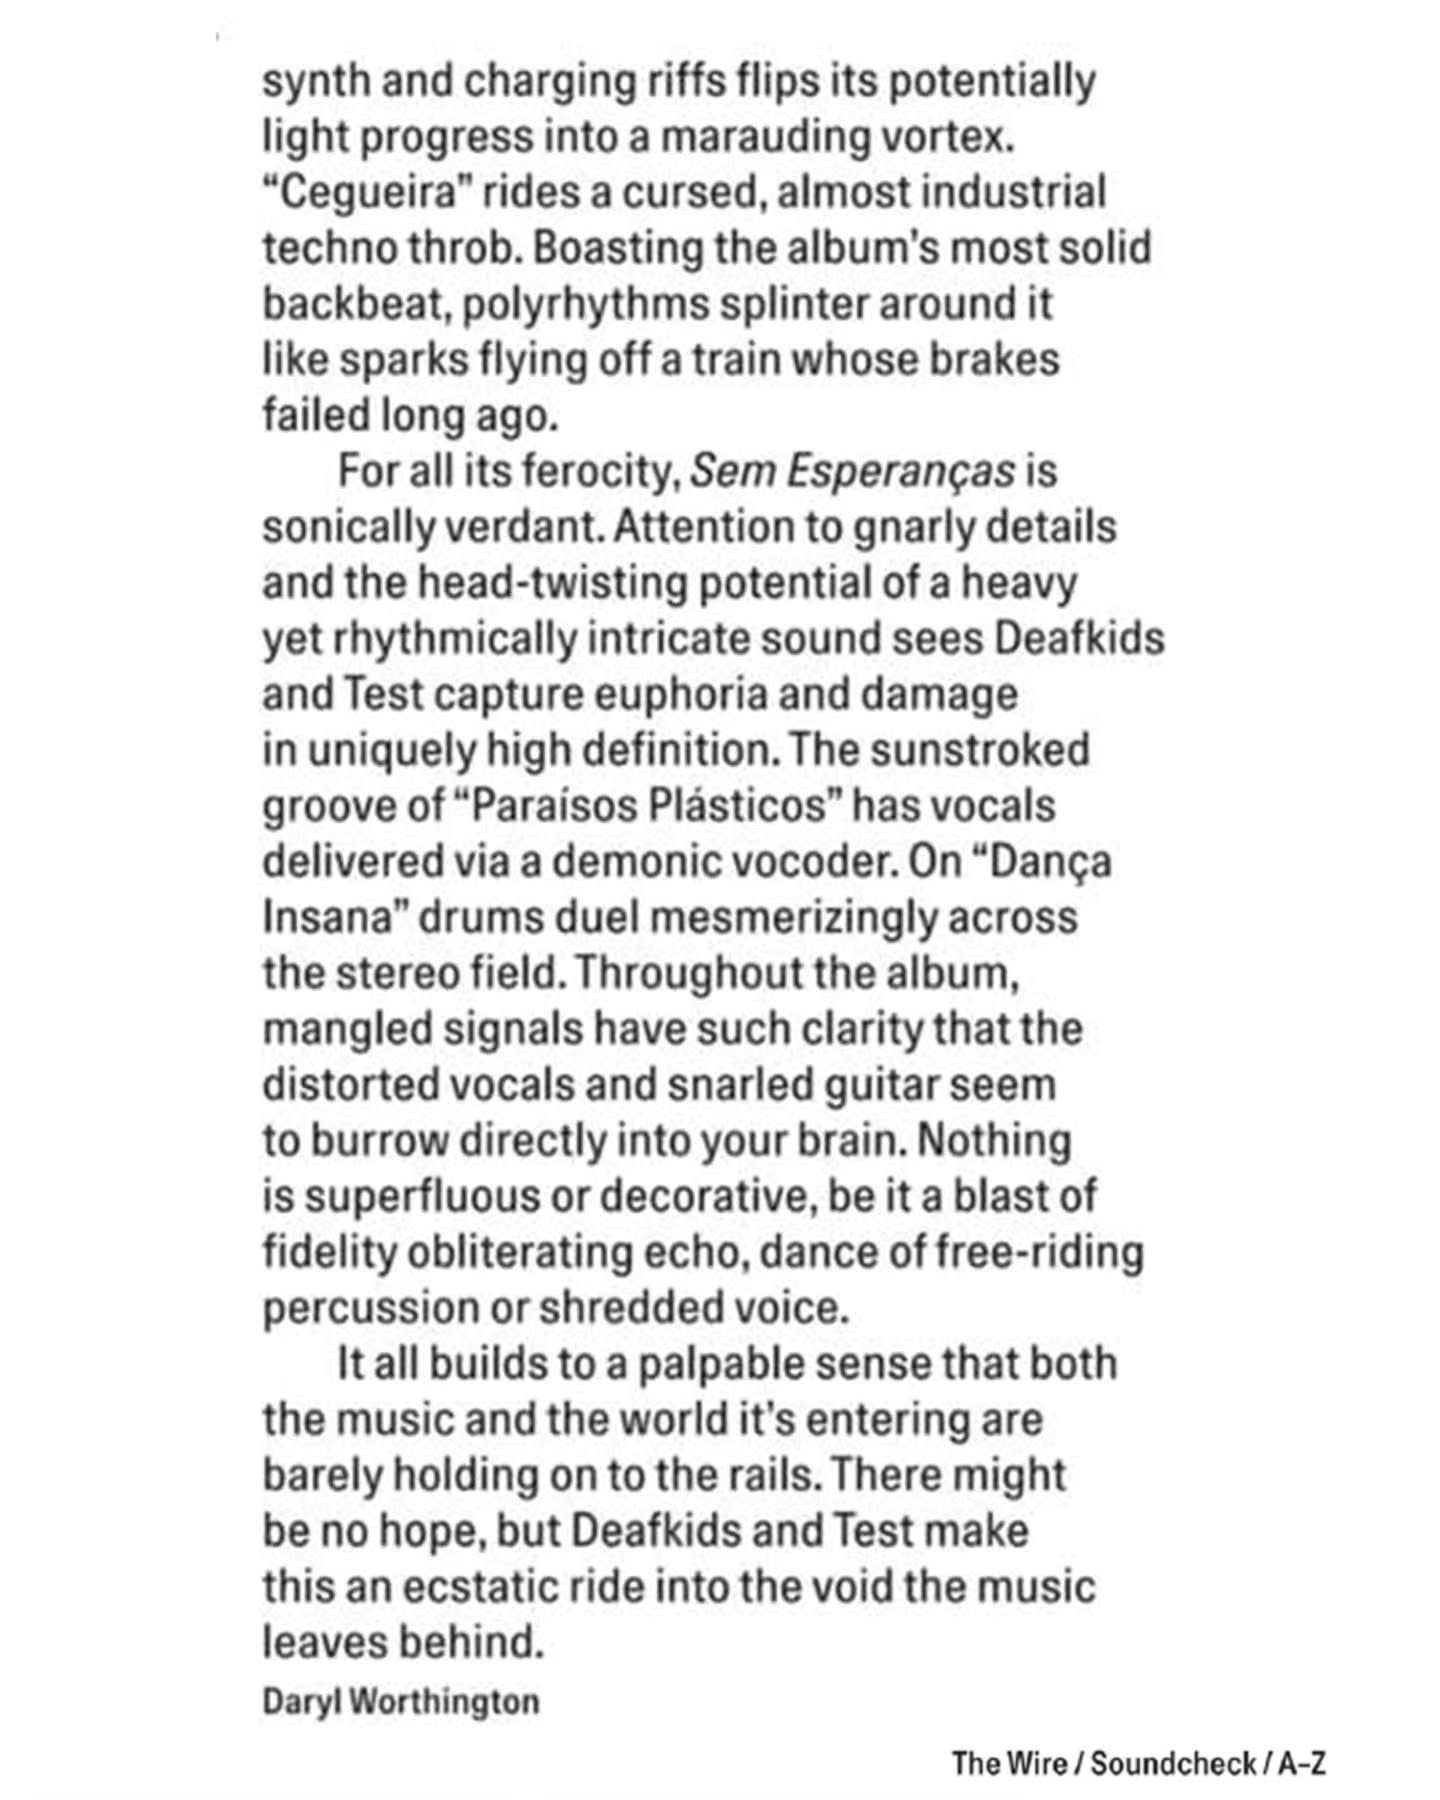 synth and charging riffs flips its potentially
light progress into a marauding vortex.
“Cegueira” rides a cursed, almost industrial
techno throb. Boasting the album's most solid
backbeat, polyrhythms splinter around it
like sparks flying off a train whose brakes
failed long ago.
For all its ferocity, Sem Esperanças is
sonically verdant. Attention to gnarly details
and the head-twisting potential of a heavy
yet rhythmically intricate sound sees Deafkids
and Test capture euphoria and damage
in uniquely high definition. The sunstroked
groove of “Paraísos Plásticos” has vocals
delivered via a demonic vocoder. On “Dança
Insana” drums duel mesmerizingly across
the stereo field. Throughout the album,
mangled signals have such clarity that the
distorted vocals and snarled guitar seem
to burrow directly into your brain. Nothing
is superfluous or decorative, be it a blast of
fidelity obliterating echo, dance of free-riding
percussion or shredded voice.
It all builds to a palpable sense that both
the music and the world it's entering are
barely holding on to the rails. There might
be no hope, but Deafkids and Test make
this an ecstatic ride into the void the music
leaves behind.
Daryl Worthington
The Wire / Soundcheck / A–Z